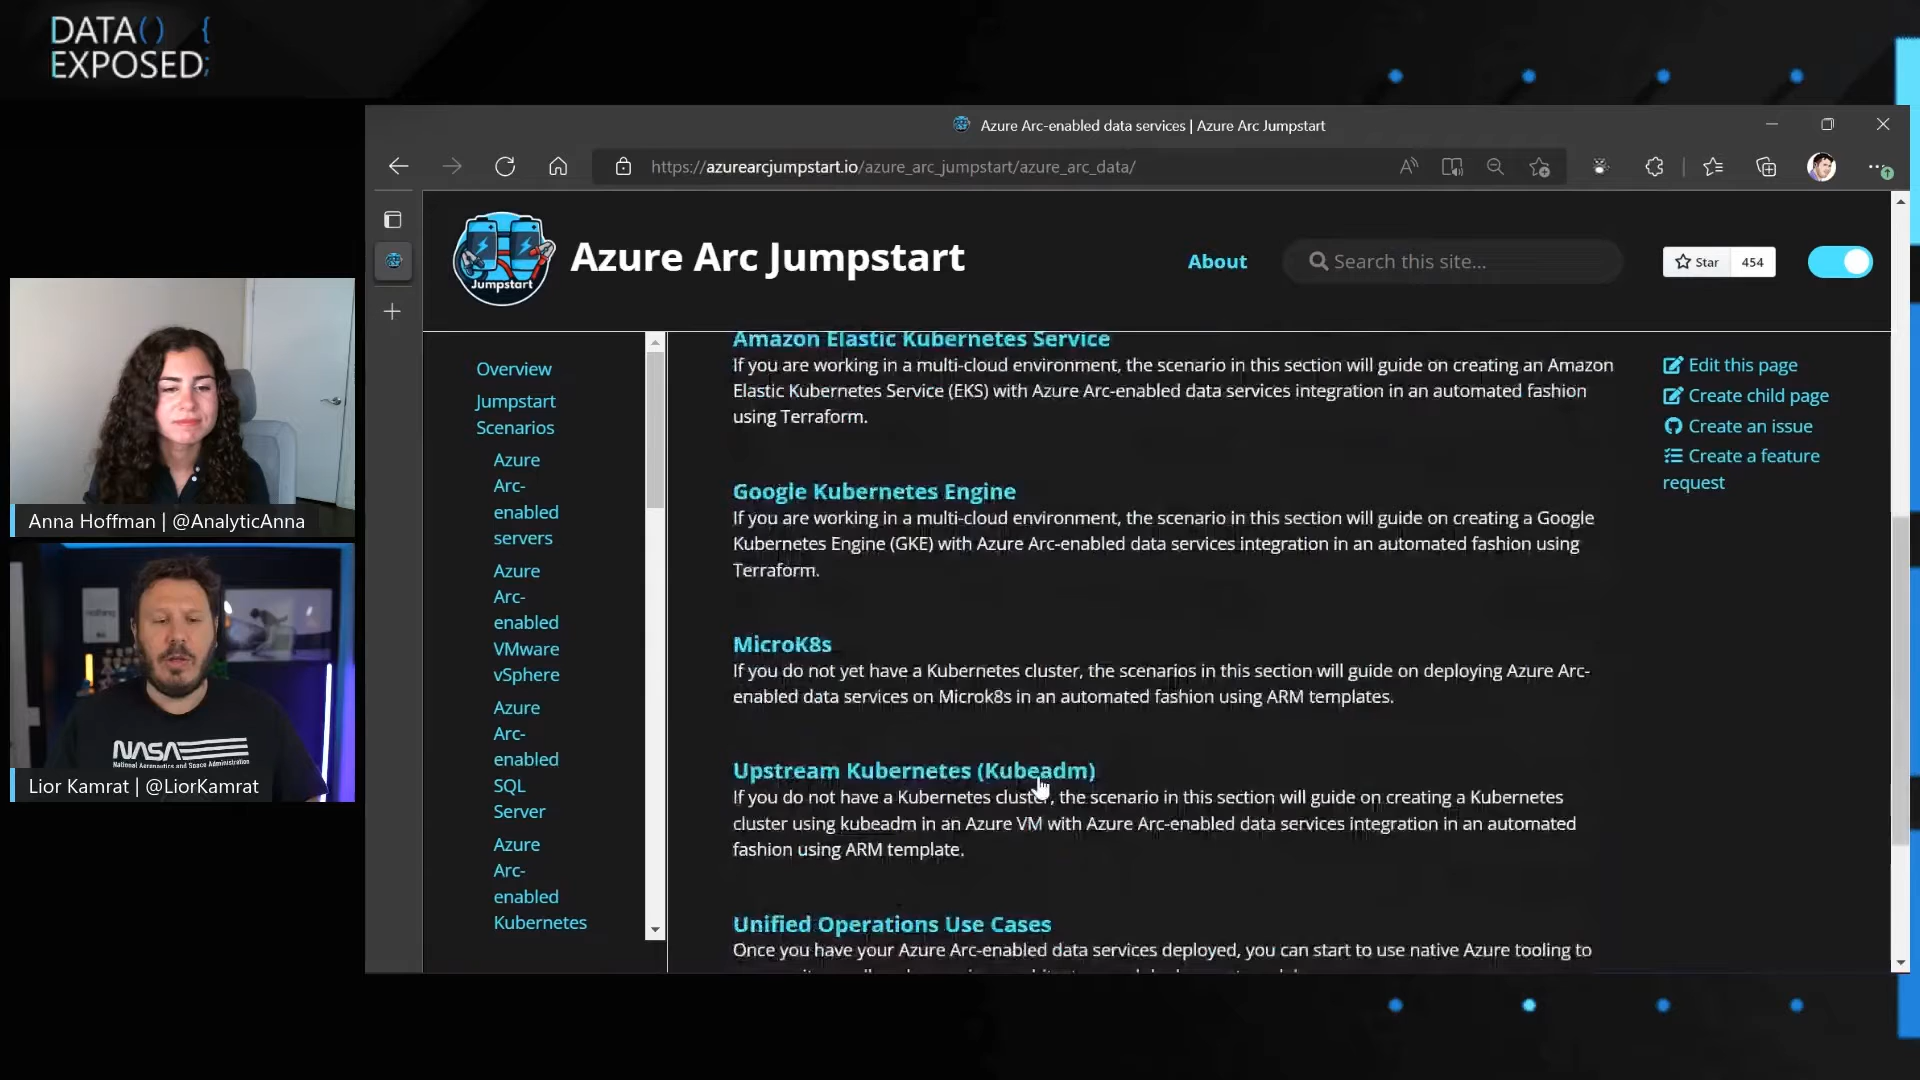 DATA() {
EXPOSED;
Azure Arc-enabled data services | Azure Arc Jumpstart
https://azurearcjumpstart.io/azure_arc_jumpstart/azure_arc_data/
Jumpstart
Azure Arc Jumpstart
About
Search this site...
Star 454
Overview
Jumpstart
Scenarios
Azure
Arc-
enabled
servers
Azure
Arc-
enabled
VMware
vSphere
Azure
Arc-
enabled
SQL
Server
Azure
Arc-
enabled
Kubernetes
Amazon Elastic Kubernetes Service
If you are working in a multi-cloud environment, the scenario in this section will guide on creating an Amazon
Elastic Kubernetes Service (EKS) with Azure Arc-enabled data services integration in an automated fashion
using Terraform.
Google Kubernetes Engine
If you are working in a multi-cloud environment, the scenario in this section will guide on creating a Google
Kubernetes Engine (GKE) with Azure Arc-enabled data services integration in an automated fashion using
Terraform.
MicroK8s
If you do not yet have a Kubernetes cluster, the scenarios in this section will guide on deploying Azure Arc-
enabled data services on Microk8s in an automated fashion using ARM templates.
Upstream Kubernetes (Kubeadm)
If you do not have a Kubernetes cluster, the scenario in this section will guide on creating a Kubernetes
cluster using kubeadm in an Azure VM with Azure Arc-enabled data services integration in an automated
fashion using ARM template.
Unified Operations Use Cases
Once you have your Azure Arc-enabled data services deployed, you can start to use native Azure tooling to
Edit this page
Create child page
Create an issue
Create a feature
request
Anna Hoffman | @AnalyticAnna
NASA
National Aeronautics and Space Administration
Lior Kamrat | @LiorKamrat